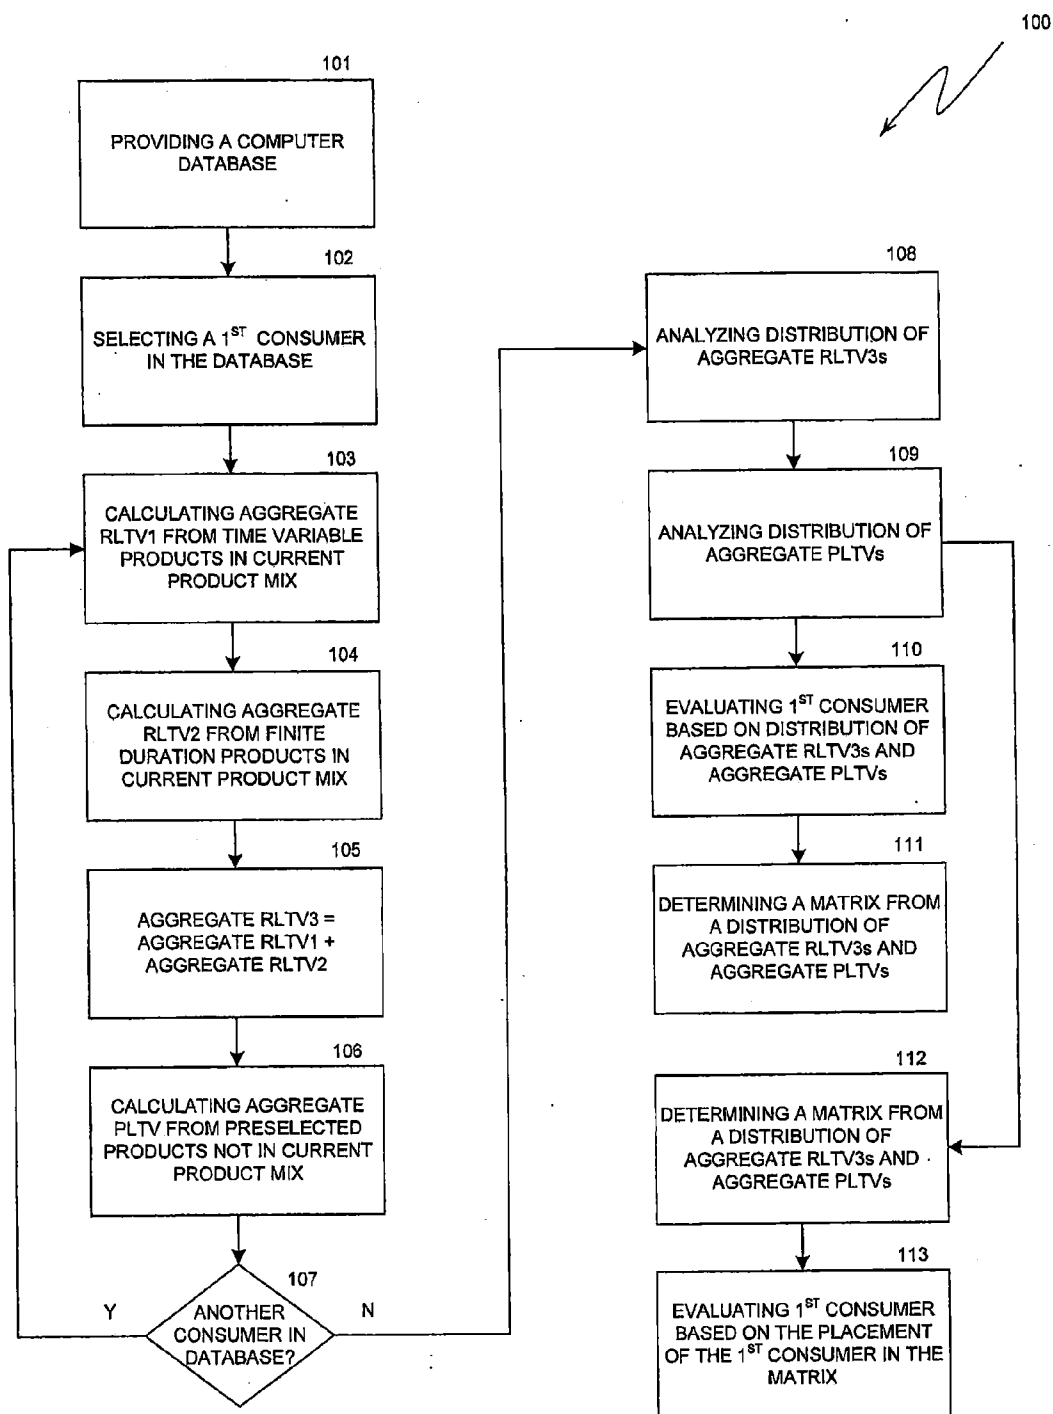 100
101
PROVIDING A COMPUTER
DATABASE
102
SELECTING A 1ST CONSUMER
IN THE DATABASE
103
CALCULATING AGGREGATE
RLTV1 FROM TIME VARIABLE
PRODUCTS IN CURRENT
PRODUCT MIX
104
CALCULATING AGGREGATE
RLTV2 FROM FINITE
DURATION PRODUCTS IN
CURRENT PRODUCT MIX
105
AGGREGATE RLTV3 =
AGGREGATE RLTV1 +
AGGREGATE RLTV2
106
CALCULATING AGGREGATE
PLTV FROM PRESELECTED
PRODUCTS NOT IN CURRENT
PRODUCT MIX
107
Y
ANOTHER
CONSUMER IN
DATABASE?
N
108
ANALYZING DISTRIBUTION OF
AGGREGATE RLTV3s
109
ANALYZING DISTRIBUTION OF
AGGREGATE PLTVs
110
EVALUATING 1ST CONSUMER
BASED ON DISTRIBUTION OF
AGGREGATE RLTV3s AND
AGGREGATE PLTVs
111
DETERMINING A MATRIX FROM
A DISTRIBUTION OF
AGGREGATE RLTV3s AND
AGGREGATE PLTVs
112
DETERMINING A MATRIX FROM
A DISTRIBUTION OF
AGGREGATE RLTV3s AND
AGGREGATE PLTVs
113
EVALUATING 1ST CONSUMER
BASED ON THE PLACEMENT
OF THE 1ST CONSUMER IN THE
MATRIX